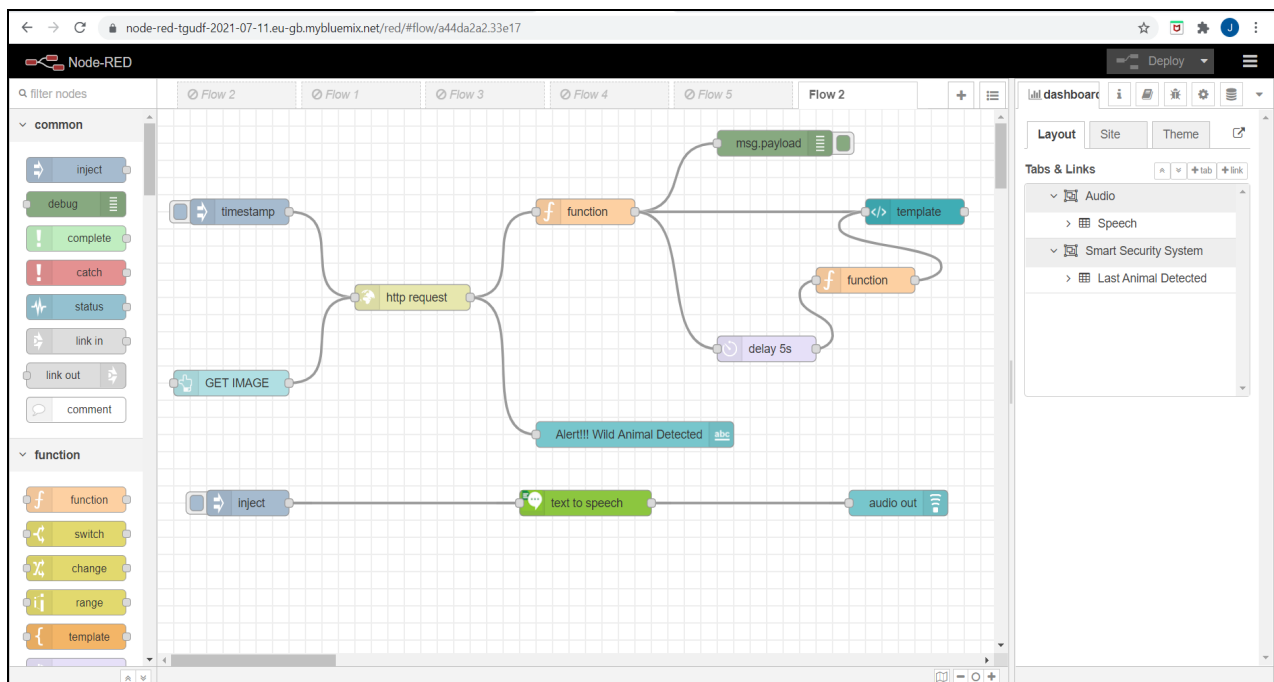 node-red-tgudf-2021-07-11.eu-gb.mybluemix.net/red/#flow/a44da2a2.33e17
J
Node-RED
Deploy
filter nodes
Flow 2
Flow 1
Flow 3
Flow 4
Flow 5
Flow 2
dashboar
i
common
inject
debug
complete
catch
status
link in
link out
comment
function
function
switch
change
range
template
timestamp
GET IMAGE
http request
function
msg.payload
template
function
delay 5s
Alert!!! Wild Animal Detected abc
inject
text to speech
audio out
Layout
Site
Theme
Tabs & Links
+tab
+link
Audio
Speech
Smart Security System
Last Animal Detected